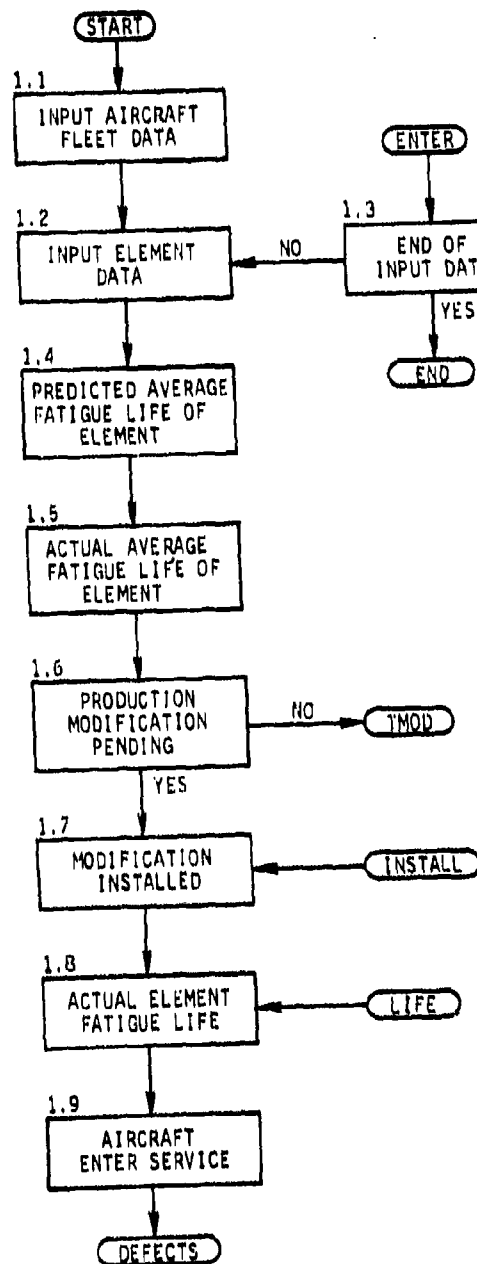 START
1.1
INPUT AIRCRAFT
FLEET DATA
ENTER
1.2
INPUT ELEMENT
DATA
NO
1.3
END OF
INPUT DAT
YES
END
1.4
PREDICTED AVERAGE
FATIGUE LIFE OF
ELEMENT
1.5
ACTUAL AVERAGE
FATIGUE LIFE OF
ELEMENT
1.6
PRODUCTION
MODIFICATION
PENDING
NO
TMOD
YES
1.7
MODIFICATION
INSTALLED
INSTALL
1.8
ACTUAL ELEMENT
FATIGUE LIFE
LIFE
1.9
AIRCRAFT
ENTER SERVICE
DEFECTS